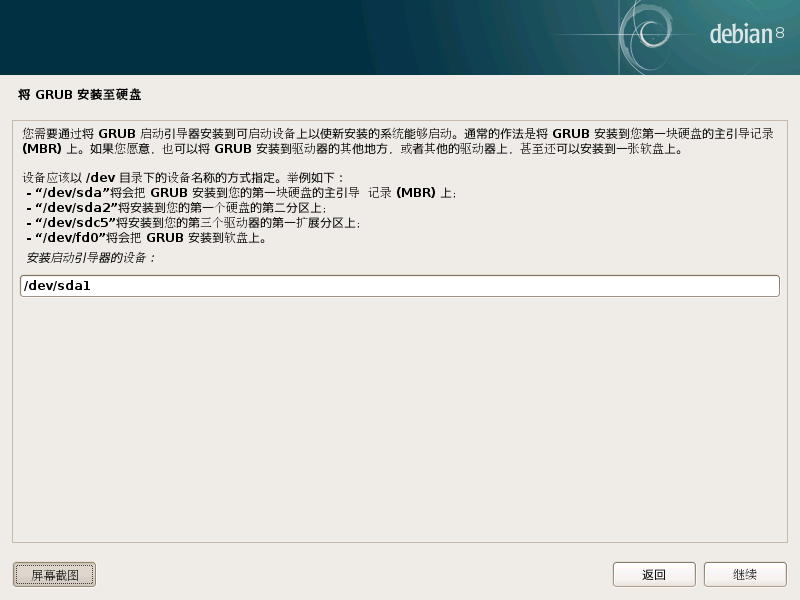 debian 8
将 GRUB 安装至硬盘
您需要通过将 GRUB 启动引导器安装到可启动设备上以使新安装的系统能够启动。通常的作法是将 GRUB 安装到您第一块硬盘的主引导记录
(MBR) 上。如果您愿意，也可以将 GRUB 安装到驱动器的其他地方，或者其他的驱动器上，甚至还可以安装到一张软盘上。
设备应该以 /dev 目录下的设备名称的方式指定。举例如下：
- “/dev/sda”将会把 GRUB 安装到您的第一块硬盘的主引导 记录 (MBR) 上；
- “/dev/sda2”将安装到您的第一个硬盘的第二分区上；
- “/dev/sdc5”将安装到您的第三个驱动器的第一扩展分区上；
- “/dev/fd0”将会把 GRUB 安装到软盘上。
安装启动引导器的设备：
/dev/sda1
屏幕截图
返回
继续